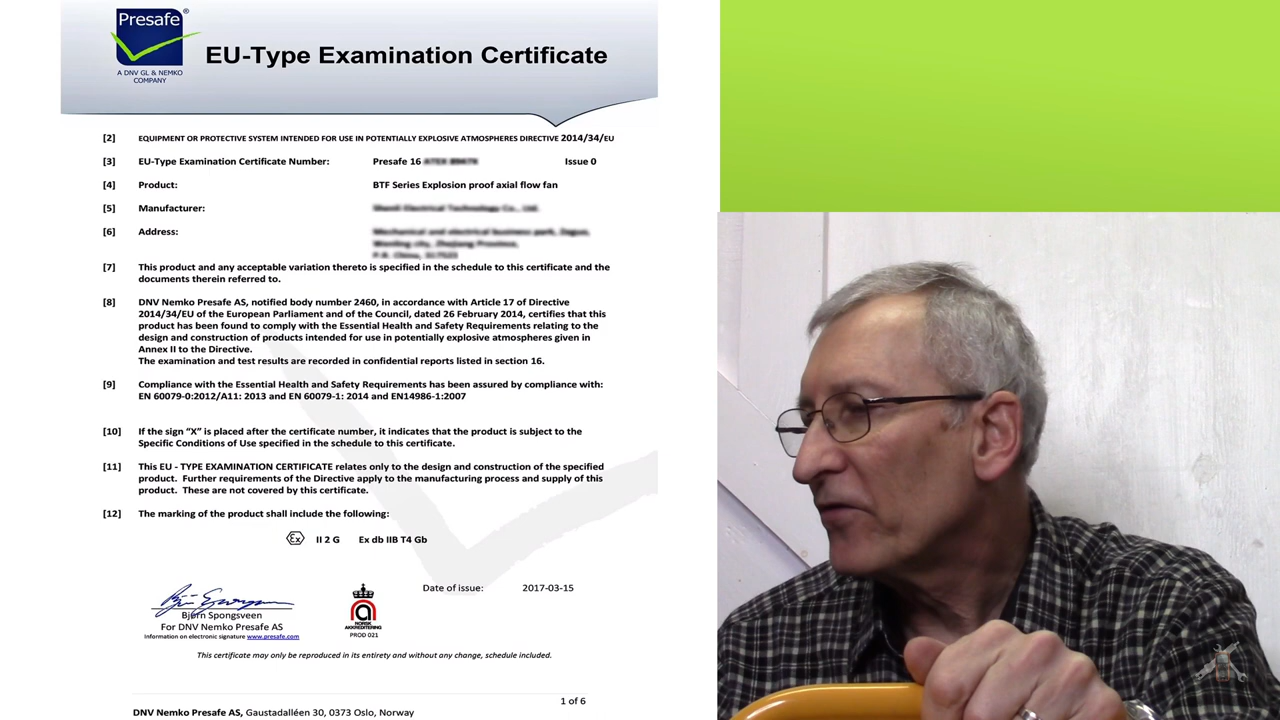 Presafe®
A DNV GL & NEMKO
COMPANY
EU-Type Examination Certificate
[2] EQUIPMENT OR PROTECTIVE SYSTEM INTENDED FOR USE IN POTENTIALLY EXPLOSIVE ATMOSPHERES DIRECTIVE 2014/34/EU
[3] EU-Type Examination Certificate Number: Presafe 16 Issue 0
[4] Product: BTF Series Explosion proof axial flow fan
[5] Manufacturer:
[6] Address:
[7] This product and any acceptable variation thereto is specified in the schedule to this certificate and the
documents therein referred to.
[8] DNV Nemko Presafe AS, notified body number 2460, in accordance with Article 17 of Directive
2014/34/EU of the European Parliament and of the Council, dated 26 February 2014, certifies that this
product has been found to comply with the Essential Health and Safety Requirements relating to the
design and construction of products intended for use in potentially explosive atmospheres given in
Annex II to the Directive.
The examination and test results are recorded in confidential reports listed in section 16.
[9] Compliance with the Essential Health and Safety Requirements has been assured by compliance with:
EN 60079-0:2012/A11: 2013 and EN 60079-1: 2014 and EN14986-1:2007
[10] If the sign “X” is placed after the certificate number, it indicates that the product is subject to the
Specific Conditions of Use specified in the schedule to this certificate.
[11] This EU - TYPE EXAMINATION CERTIFICATE relates only to the design and construction of the specified
product. Further requirements of the Directive apply to the manufacturing process and supply of this
product. These are not covered by this certificate.
[12] The marking of the product shall include the following:
Ex II 2 G Ex db IIB T4 Gb
Date of issue: 2017-03-15
Bjørn Spongsveen
For DNV Nemko Presafe AS
Information on electronic signature www.presafe.com
NORSK
AKKREDITERING
PROD 021
This certificate may only be reproduced in its entirety and without any change, schedule included.
1 of 6
DNV Nemko Presafe AS, Gaustadalléen 30, 0373 Oslo, Norway